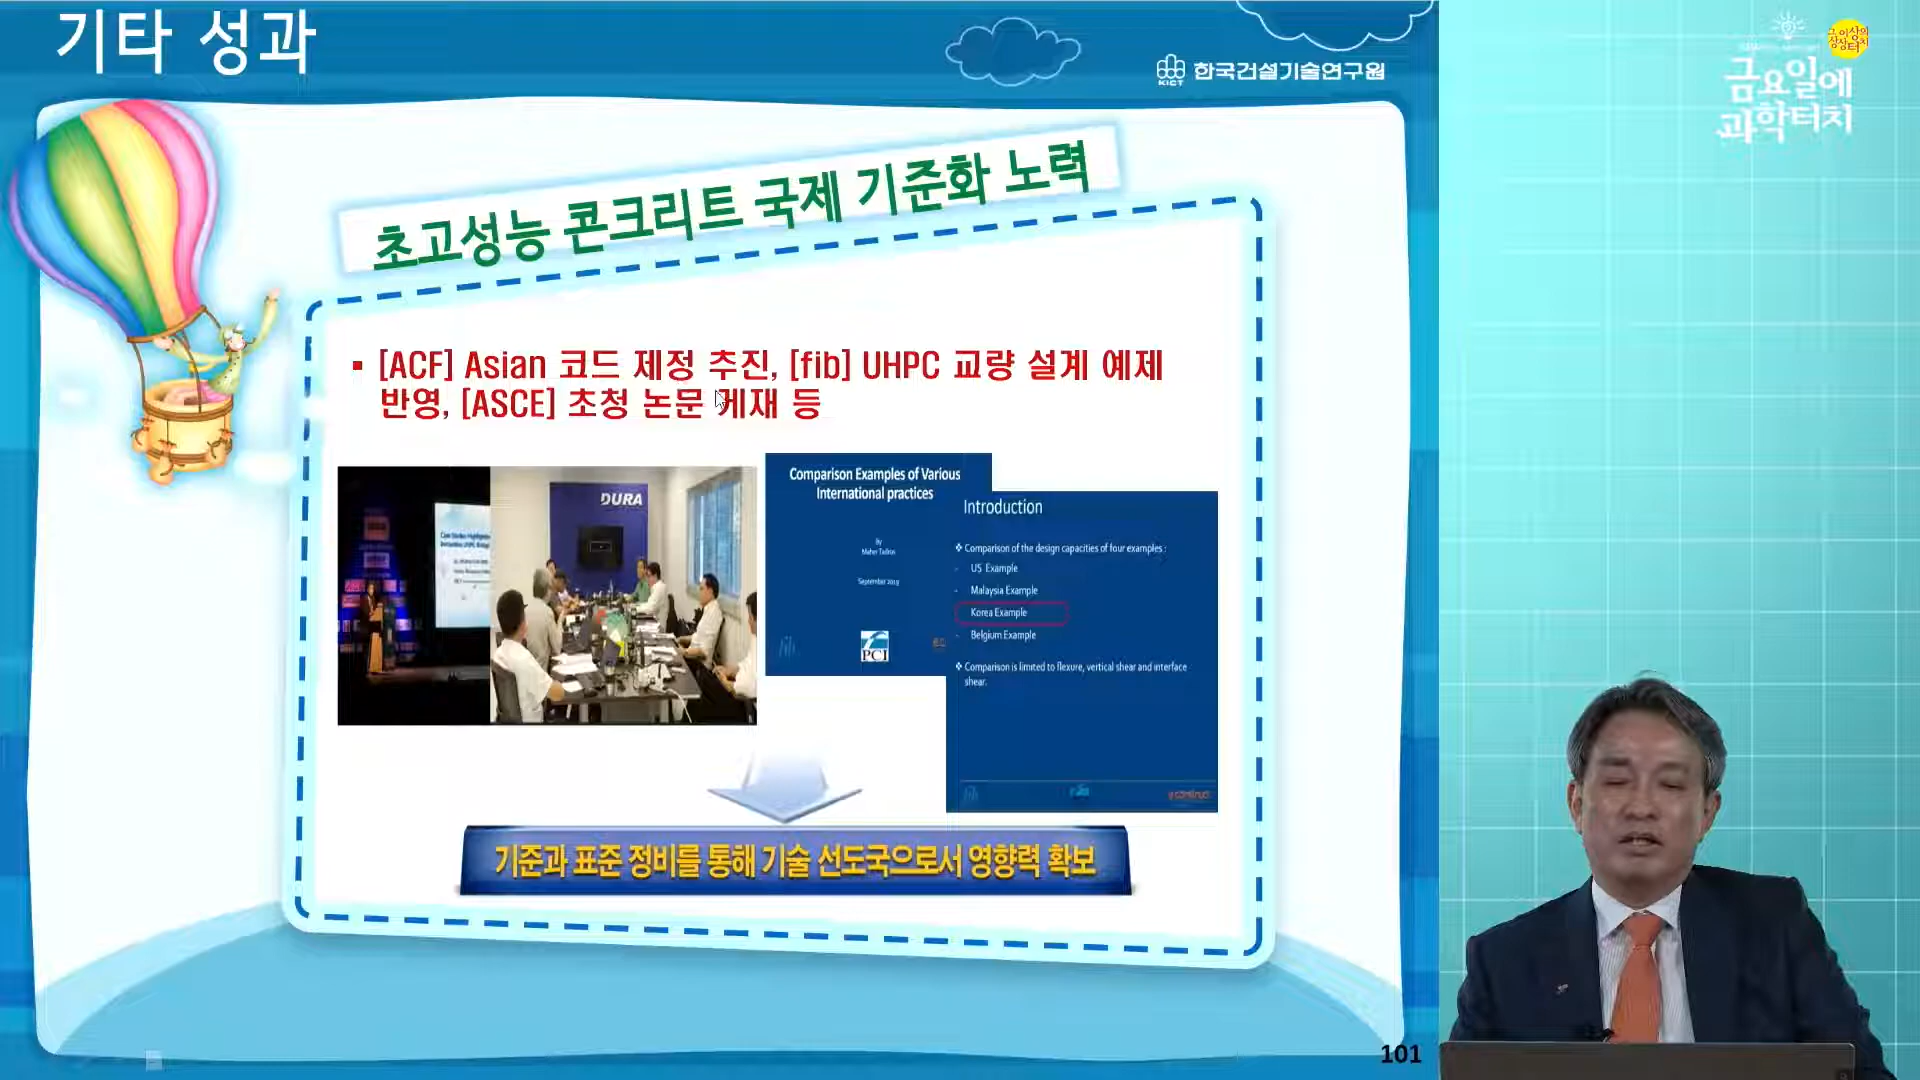 기타 성과
KICT 한국건설기술연구원
금요일에
과학터치
초고성능 콘크리트 국제 기준화 노력
▪ [ACF] Asian 코드 제정 추진, [fib] UHPC 교량 설계 예제
반영, [ASCE] 초청 논문 게재 등
DURA
Comparison Examples of Various
International practices
By
Maher Tadros
September 2019
PCI
Introduction
❖ Comparison of the design capacities of four examples :
- US Example
- Malaysia Example
Korea Example
- Belgium Example
❖ Comparison is limited to flexure, vertical shear and interface
shear.
기준과 표준 정비를 통해 기술 선도국으로서 영향력 확보
101